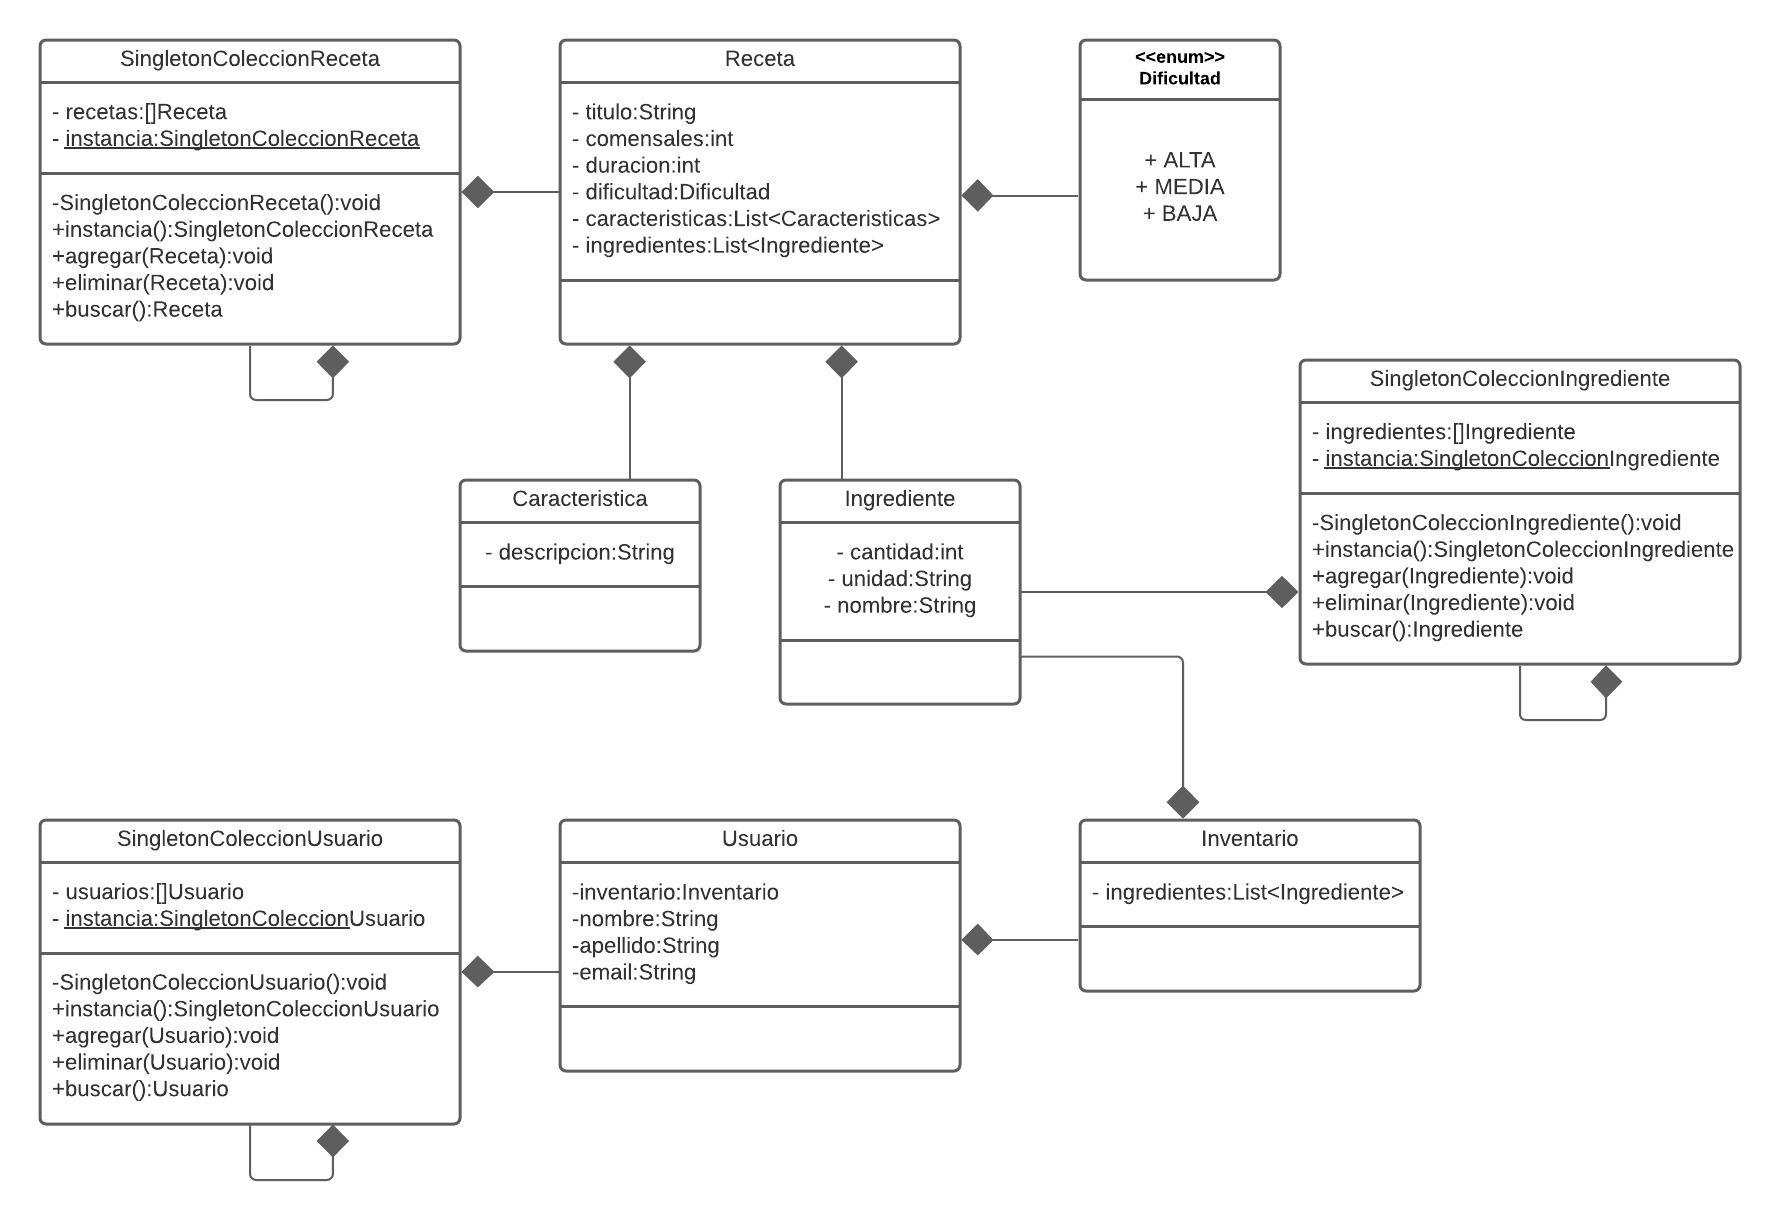 SingletonColeccionReceta
- recetas:[]Receta
- instancia:SingletonColeccionReceta
-SingletonColeccionReceta():void
+instancia():SingletonColeccionReceta
+agregar(Receta):void
+eliminar(Receta):void
+buscar():Receta
Receta
- titulo:String
- comensales:int
- duracion:int
- dificultad:Dificultad
- caracteristicas:List<Caracteristicas>
- ingredientes:List<Ingrediente>
<<enum>>
Dificultad
+ ALTA
+ MEDIA
+ BAJA
SingletonColeccionIngrediente
- ingredientes:[]Ingrediente
- instancia:SingletonColeccionIngrediente
-SingletonColeccionIngrediente():void
+instancia():SingletonColeccionIngrediente
+agregar(Ingrediente):void
+eliminar(Ingrediente):void
+buscar():Ingrediente
Caracteristica
- descripcion:String
Ingrediente
- cantidad:int
- unidad:String
- nombre:String
SingletonColeccionUsuario
- usuarios:[]Usuario
- instancia:SingletonColeccionUsuario
-SingletonColeccionUsuario():void
+instancia():SingletonColeccionUsuario
+agregar(Usuario):void
+eliminar(Usuario):void
+buscar():Usuario
Usuario
-inventario:Inventario
-nombre:String
-apellido:String
-email:String
Inventario
- ingredientes:List<Ingrediente>